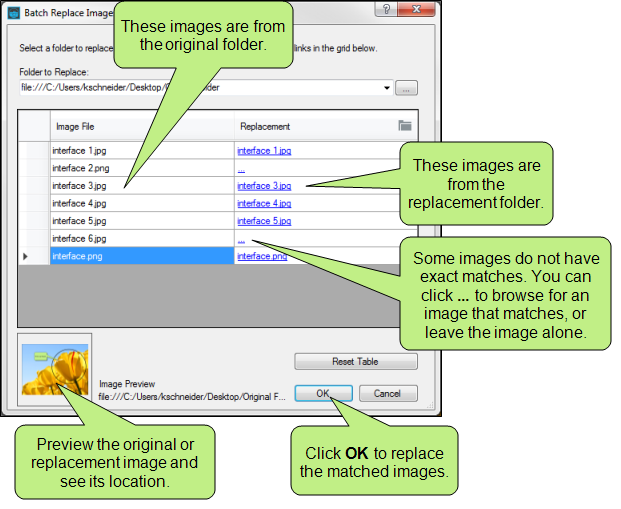 Batch Replace Imag
These images are from
the original folder.
Select a folder to replace
links in the grid below.
Folder to Replace:
file:///C:/Users/kschneider/Desktop/O
der
...
Image File Replacement
interface 1.jpg interface 1.jpg
interface 2.png ...
interface 3.jpg interface 3.jpg
interface 4.jpg interface 4.jpg
interface 5.jpg interface 5.jpg
interface 6.jpg ...
interface.png interface.png
These images are
from the
replacement folder.
Some images do not have
exact matches. You can
click ... to browse for an
image that matches, or
leave the image alone.
Reset Table
Image Preview
file:///C:/Users/kschneider/Desktop/Original F...
OK Cancel
Preview the original or
replacement image and
see its location.
Click OK to replace
the matched images.